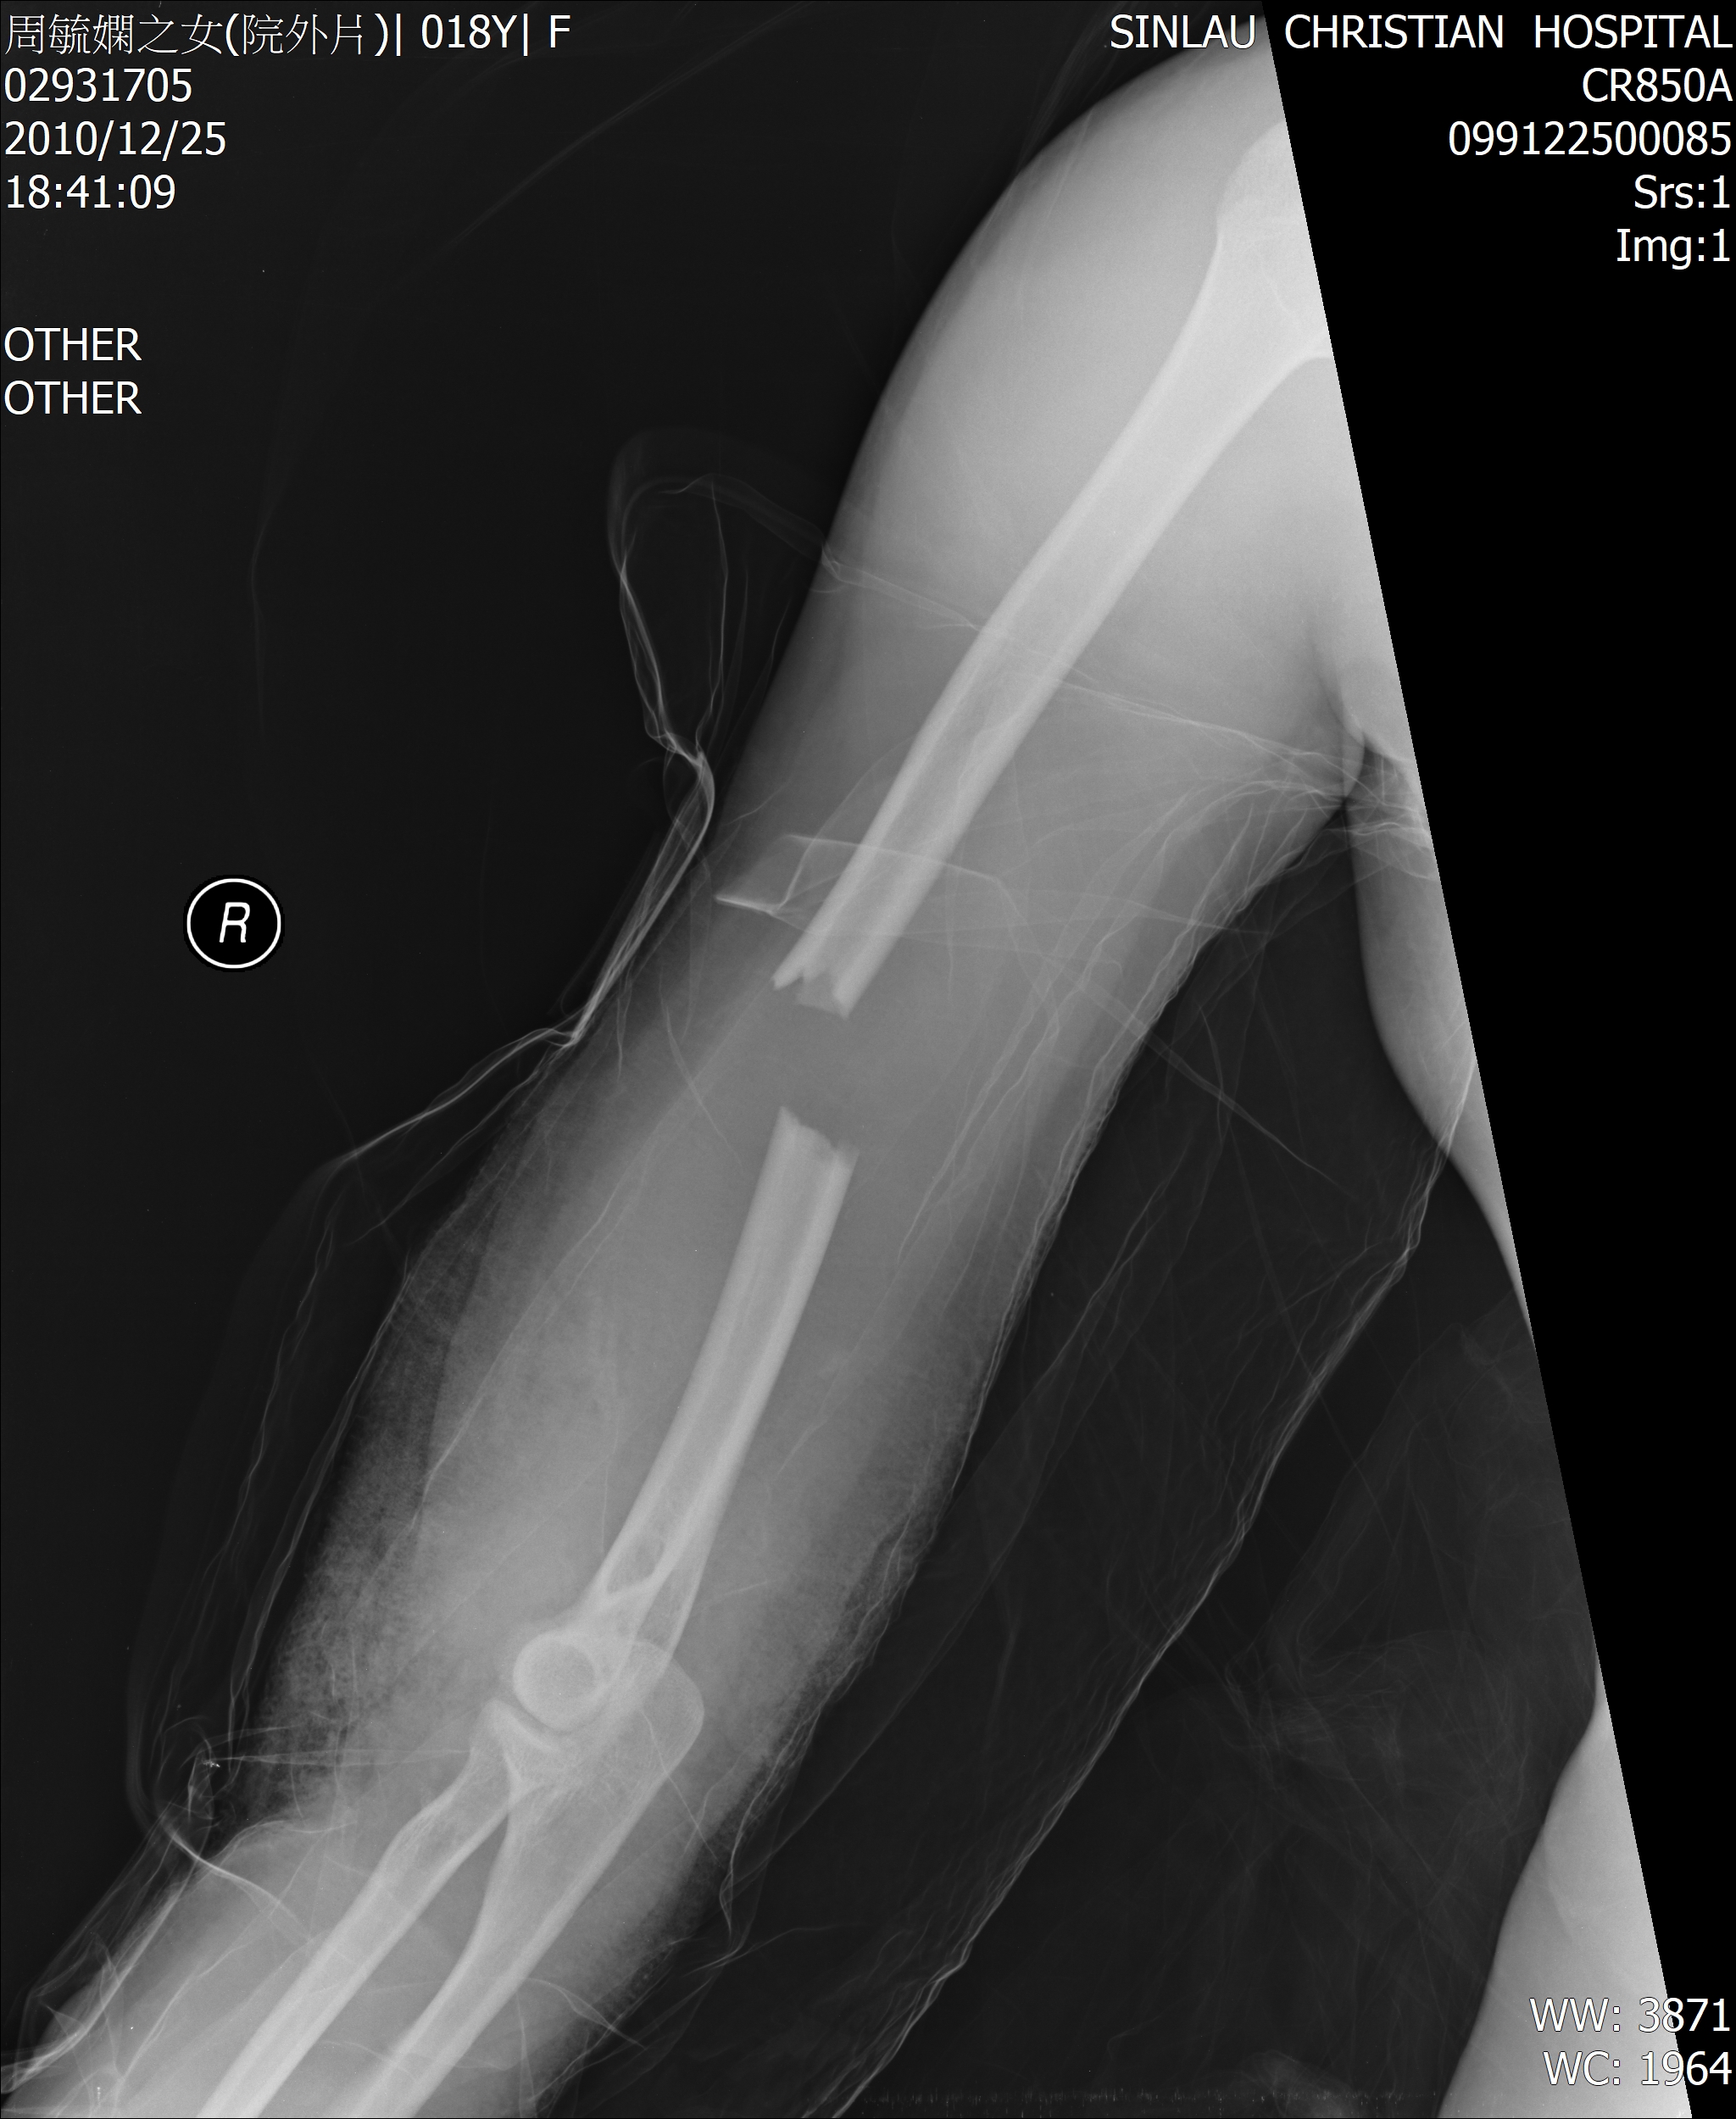 周毓嫻之女(院外片)| 018Y| F
02931705
2010/12/25
18:41:09
OTHER
OTHER
SINLAU CHRISTIAN HOSPITAL
CR850A
099122500085
Srs:1
Img:1
R
WW: 3871
WC: 1964